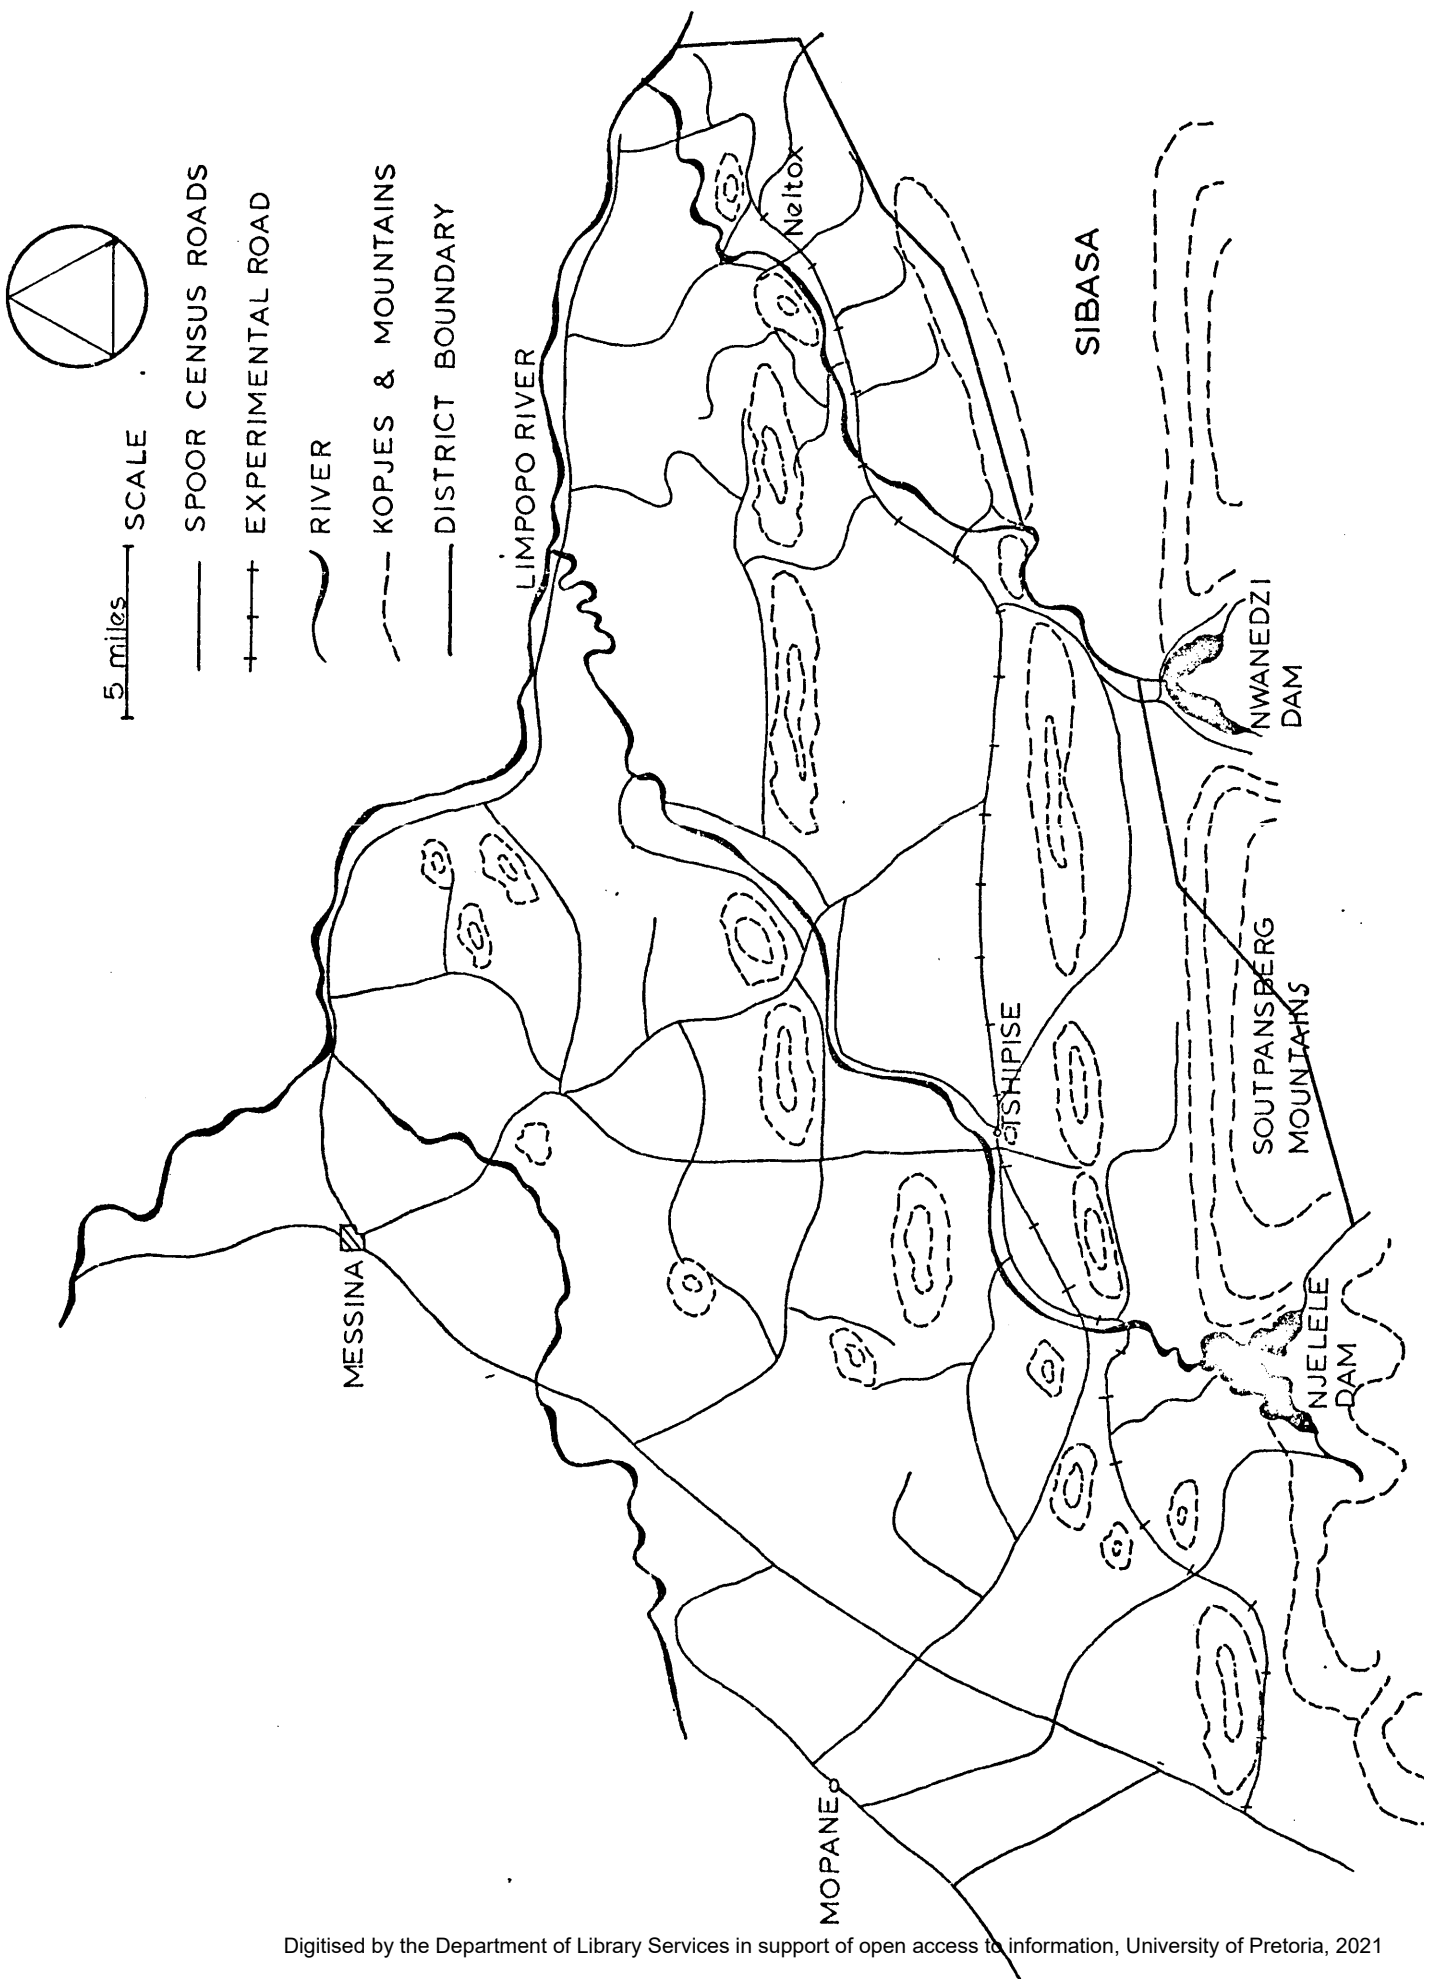 5 miles
SCALE
SPOOR CENSUS ROADS
EXPERIMENTAL ROAD
RIVER
KOPJES & MOUNTAINS
DISTRICT BOUNDARY
LIMPOPO RIVER
Neltox
SIBASA
NWANEDZI
DAM
MESSINA
TSHIPISE
SOUTPANSBERG
MOUNTAINS
NJELELE
DAM
MOPANE
Digitised by the Department of Library Services in support of open access to information, University of Pretoria, 2021